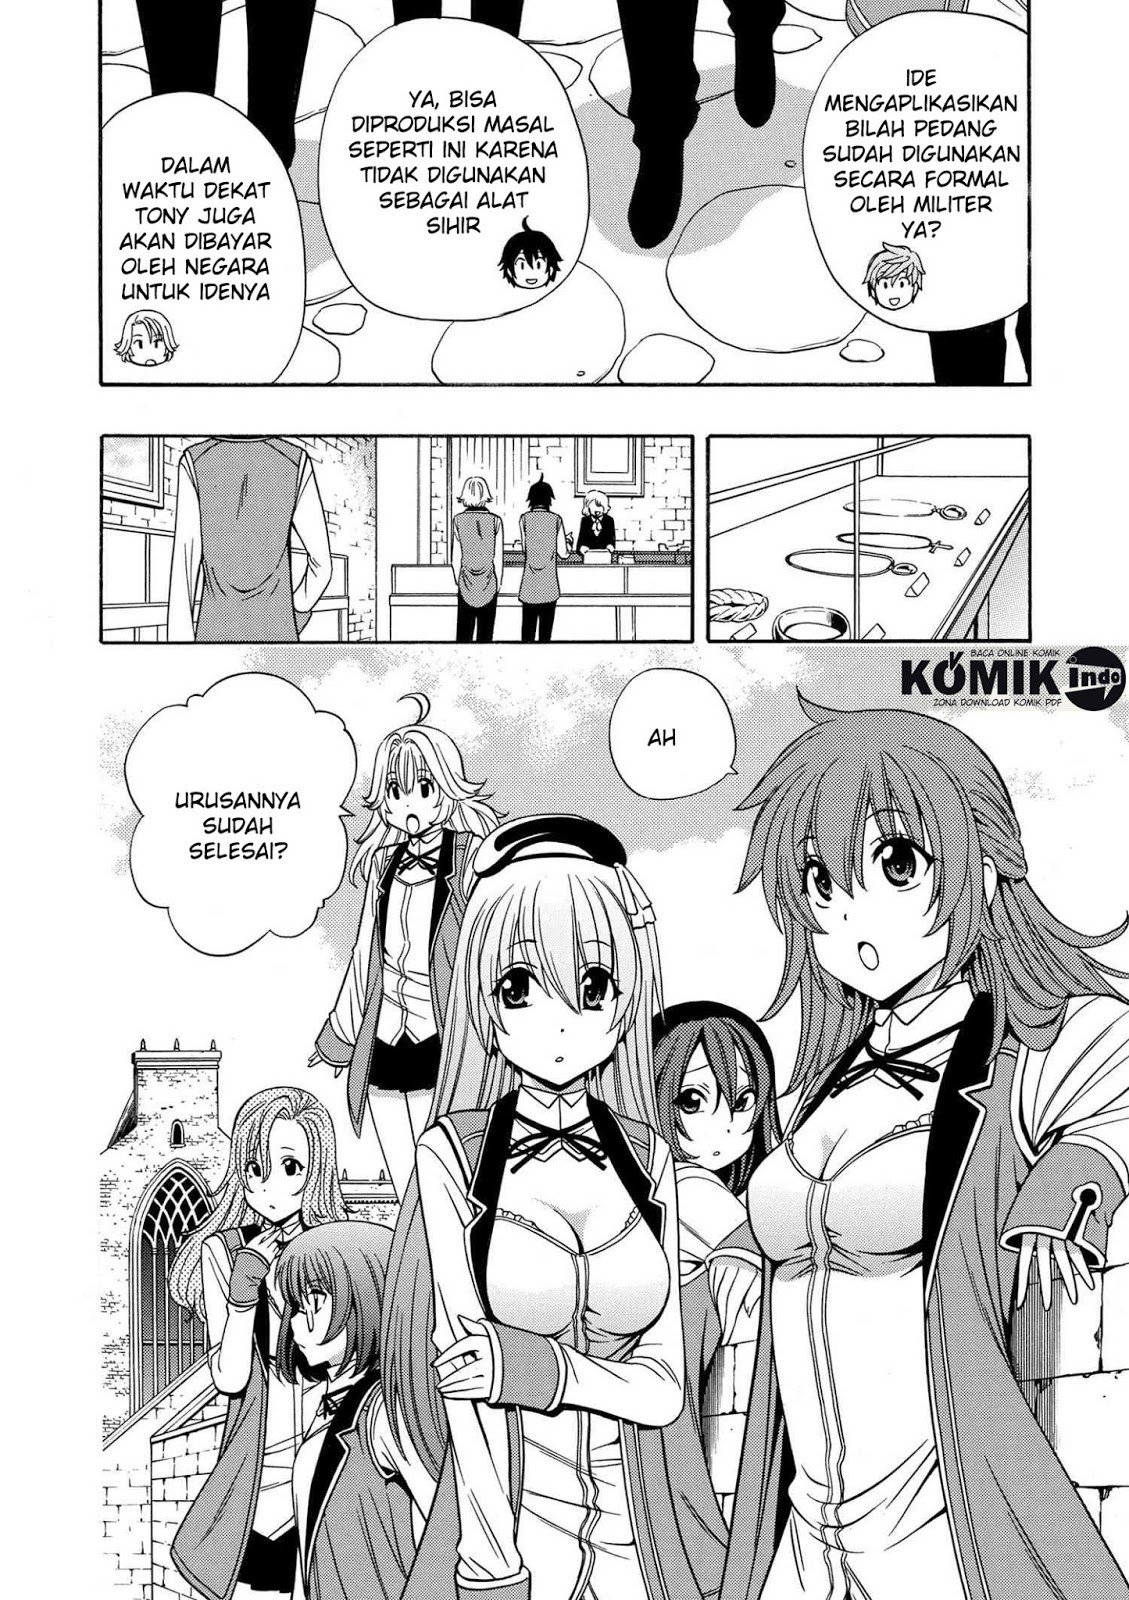 IDE
MENGAPLIKASIKAN
BILAH PEDANG
SUDAH DIGUNAKAN
SECARA FORMAL
OLEH MILITER
YA?
YA, BISA
DIPRODUKSI MASAL
SEPERTI INI KARENA
TIDAK DIGUNAKAN
SEBAGAI ALAT
SIHIR
DALAM
WAKTU DEKAT
TONY JUGA
AKAN DIBAYAR
OLEH NEGARA
UNTUK IDENYA
BACA ONLINE KOMIK
KOMIK indo
ZONA DOWNLOAD KOMIK PDF
AH
URUSANNYA
SUDAH
SELESAI?